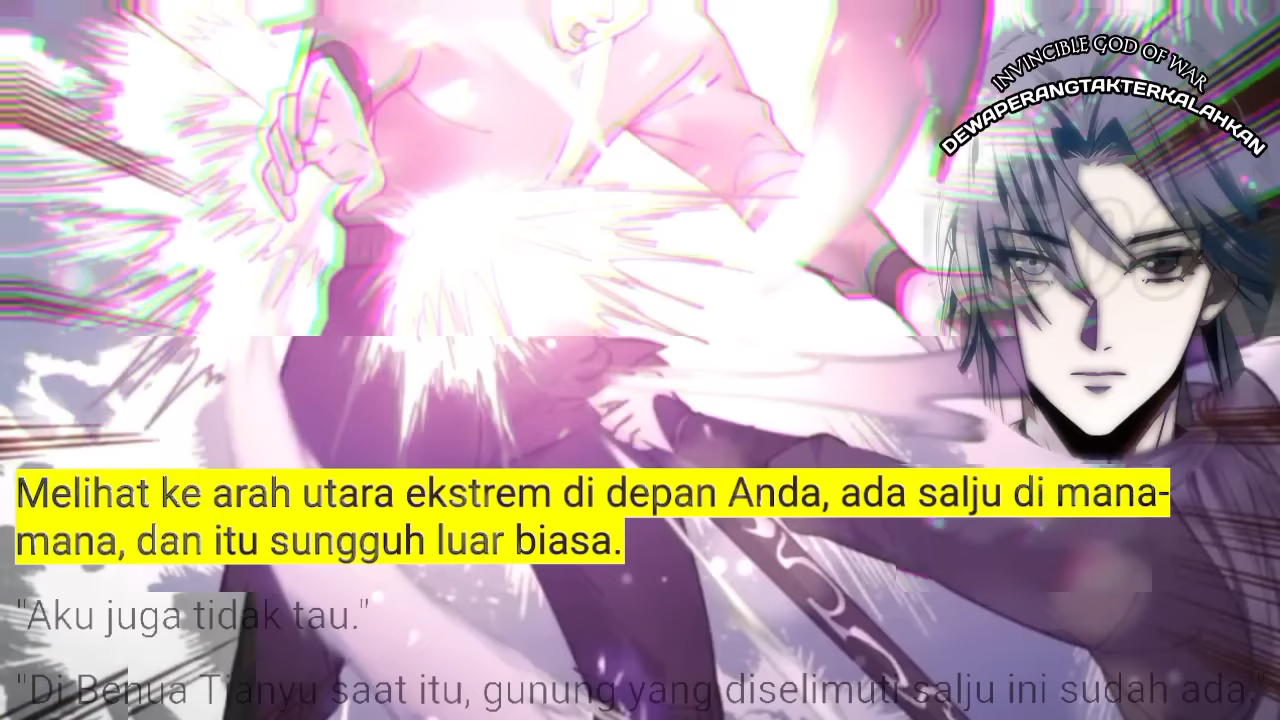 INVINCIBLE GOD OF WAR
DEWAPERANGTAKTERKALAHKAN
Melihat ke arah utara ekstrem di depan Anda, ada salju di mana-
mana, dan itu sungguh luar biasa.
"Aku juga tidak tau."
"Di Benua Tianyu saat itu, gunung yang diselimuti salju ini sudah ada."